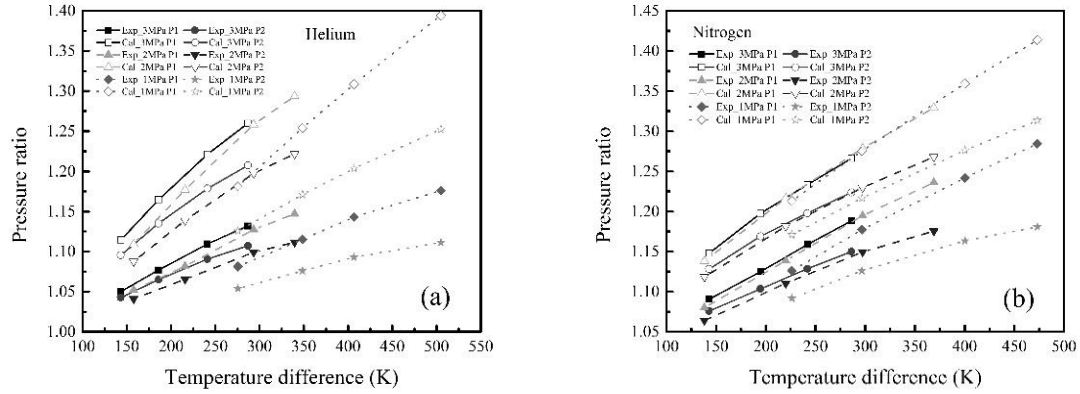 Helium
Exp_3MPa P1 Exp_3MPa P2
Cal_3MPa P1 Cal_3MPa P2
Exp_2MPa P1 Exp_2MPa P2
Cal_2MPa P1 Cal_2MPa P2
Exp_1MPa P1 Exp_1MPa P2
Cal_1MPa P1 Cal_1MPa P2
1.40
1.35
1.30
1.25
1.20
1.15
1.10
1.05
1.00
Pressure ratio
(a)
100 150 200 250 300 350 400 450 500 550
Temperature difference (K)
Nitrogen
Exp_3MPa P1 Exp_3MPa P2
Cal_3MPa P1 Cal_3MPa P2
Exp_2MPa P1 Exp_2MPa P2
Cal_2MPa P1 Cal_2MPa P2
Exp_1MPa P1 Exp_1MPa P2
Cal_1MPa P1 Cal_1MPa P2
1.45
1.40
1.35
1.30
1.25
1.20
1.15
1.10
1.05
Pressure ratio
(b)
100 150 200 250 300 350 400 450 500
Temperature difference (K)